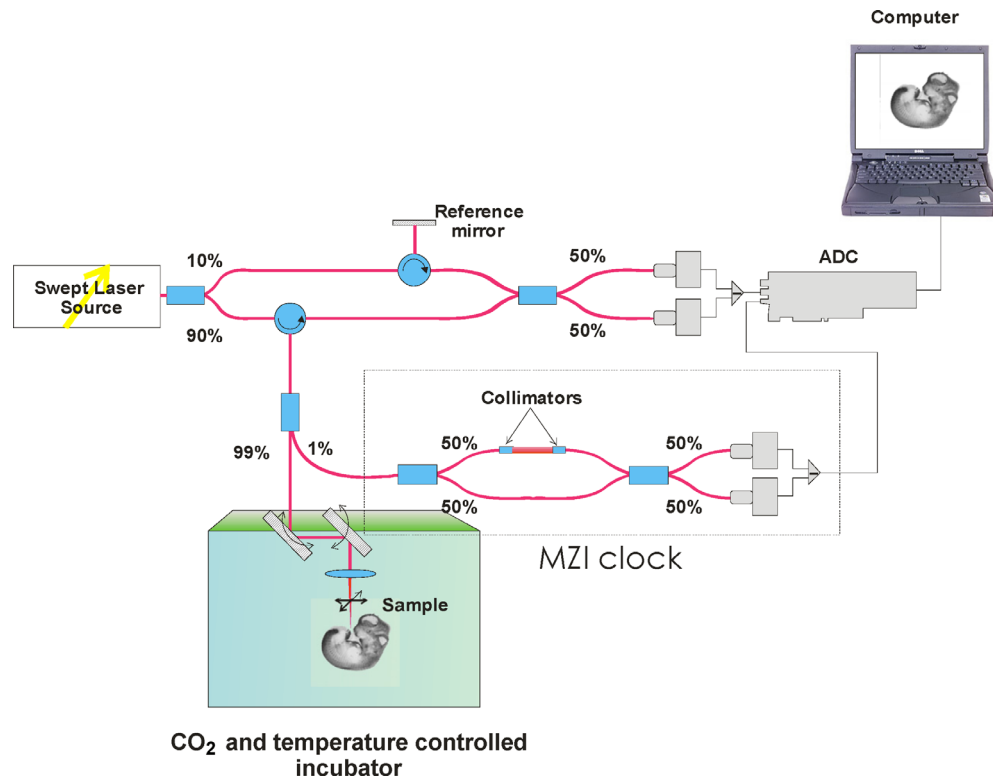 Computer
Reference
mirror
10%
50%
ADC
Swept Laser
Source
90%
50%
Collimators
99%
1%
50%
50%
50%
50%
MZI clock
Sample
CO2 and temperature controlled
incubator